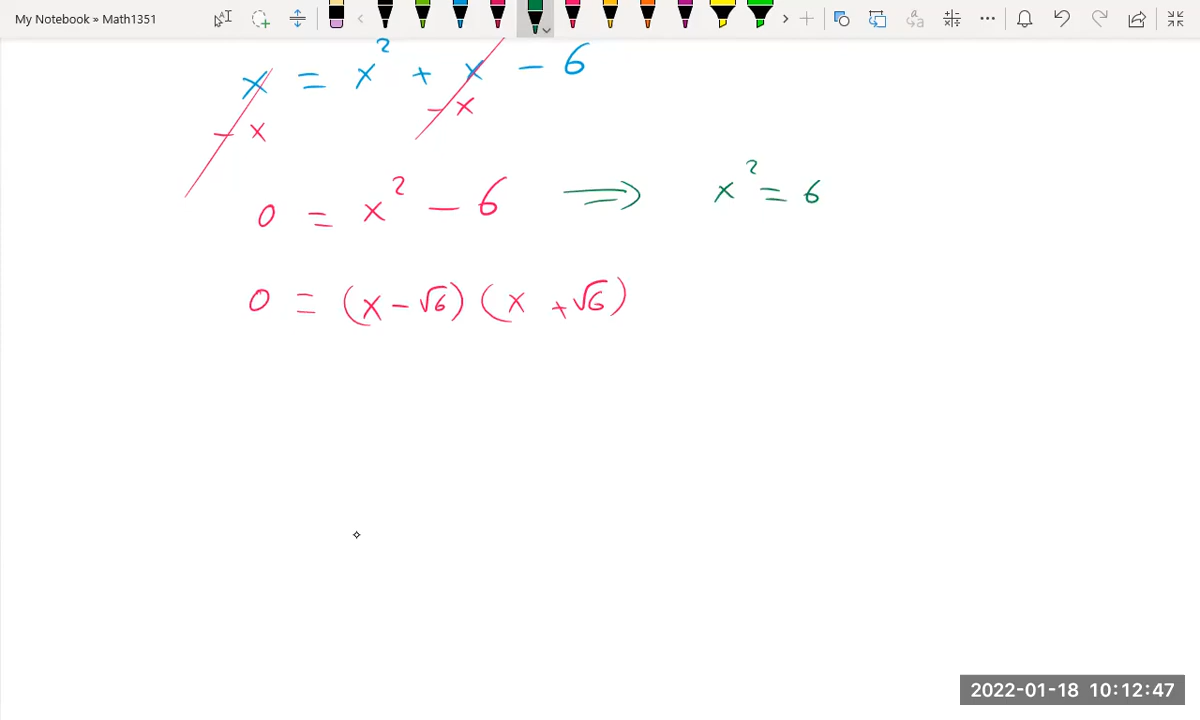 My Notebook » Math1351
x = x² + x - 6
- x - x
0 = x² - 6 ⟹ x² = 6
0 = (x - √6) (x + √6)
2022-01-18 10:12:47